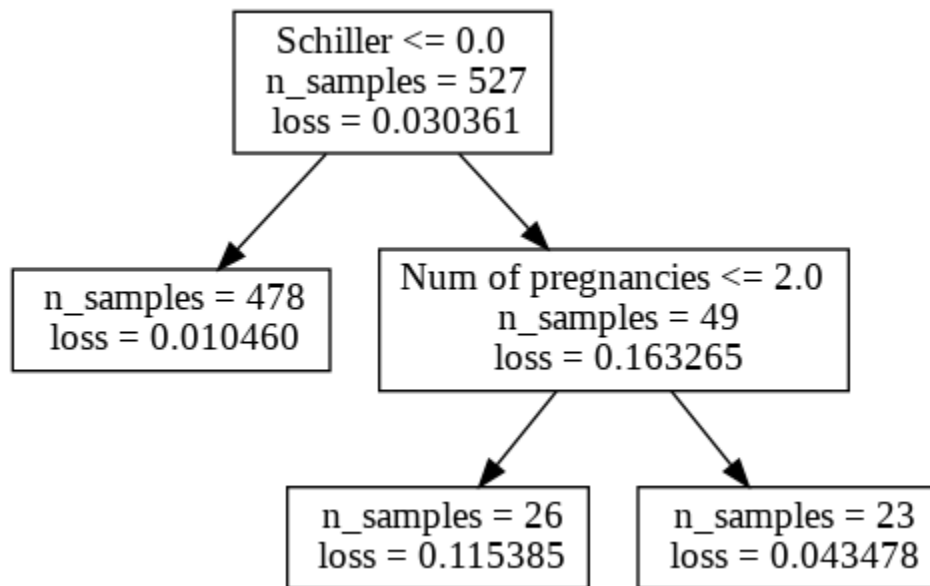 Schiller <= 0.0
n_samples = 527
loss = 0.030361
n_samples = 478
loss = 0.010460
Num of pregnancies <= 2.0
n_samples = 49
loss = 0.163265
n_samples = 26
loss = 0.115385
n_samples = 23
loss = 0.043478